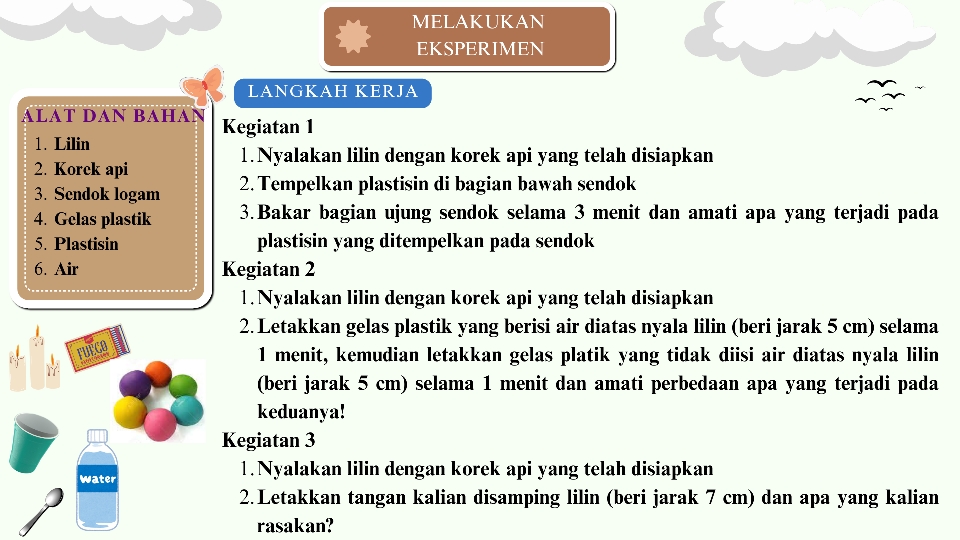 MELAKUKAN
EKSPERIMEN
LANGKAH KERJA
ALAT DAN BAHAN
1. Lilin
2. Korek api
3. Sendok logam
4. Gelas plastik
5. Plastisin
6. Air
FUEGO
water
Kegiatan 1
1. Nyalakan lilin dengan korek api yang telah disiapkan
2. Tempelkan plastisin di bagian bawah sendok
3. Bakar bagian ujung sendok selama 3 menit dan amati apa yang terjadi pada
plastisin yang ditempelkan pada sendok
Kegiatan 2
1. Nyalakan lilin dengan korek api yang telah disiapkan
2. Letakkan gelas plastik yang berisi air diatas nyala lilin (beri jarak 5 cm) selama
1 menit, kemudian letakkan gelas platik yang tidak diisi air diatas nyala lilin
(beri jarak 5 cm) selama 1 menit dan amati perbedaan apa yang terjadi pada
keduanya!
Kegiatan 3
1. Nyalakan lilin dengan korek api yang telah disiapkan
2. Letakkan tangan kalian disamping lilin (beri jarak 7 cm) dan apa yang kalian
rasakan?